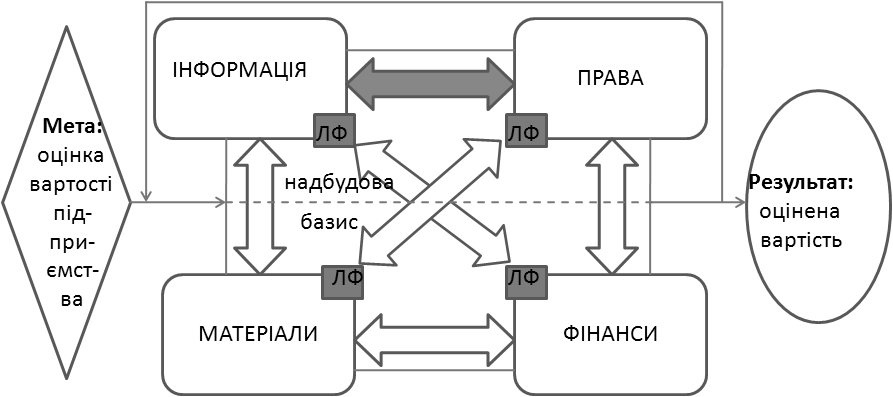 Мета:
оцінка
вартості
під-
при-
ємст-
ва
ІНФОРМАЦІЯ
ПРАВА
ЛФ
ЛФ
надбудова
базис
ЛФ
ЛФ
МАТЕРІАЛИ
ФІНАНСИ
Результат:
оцінена
вартість